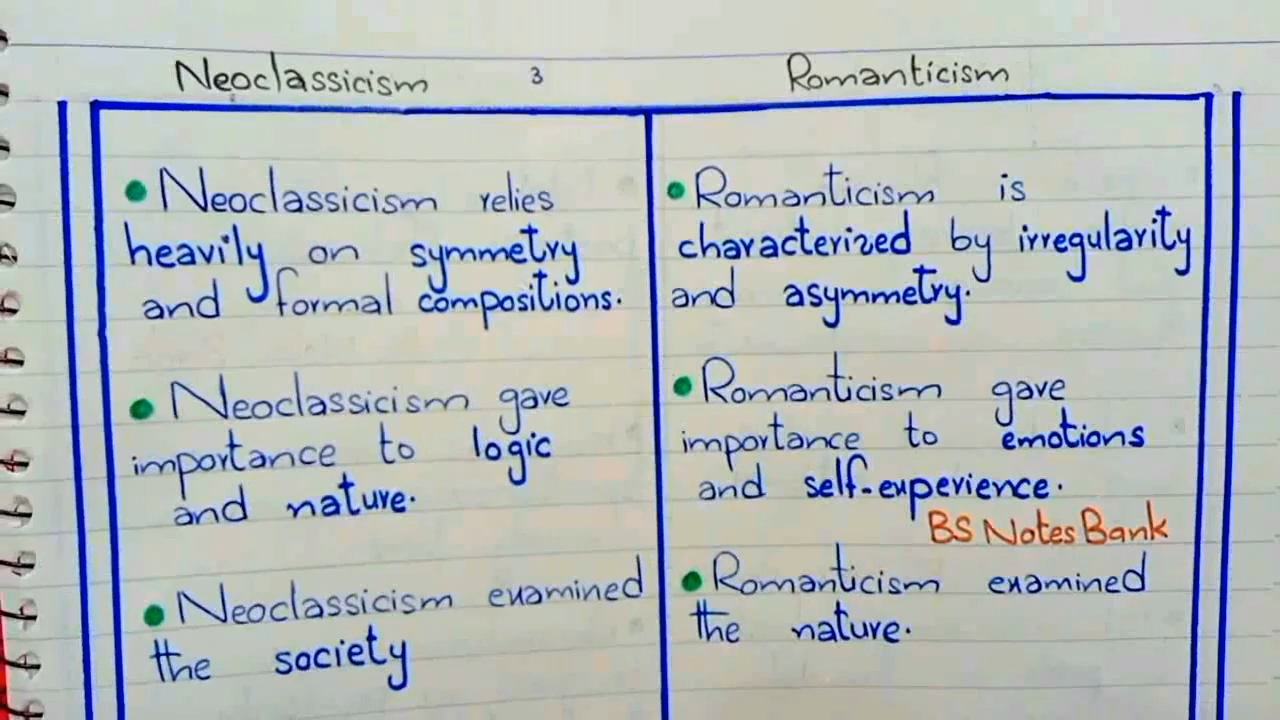 Neoclassicism 3 Romanticism
• Neoclassicism relies
heavily on symmetry
and formal compositions.
• Neoclassicism gave
importance to logic
and nature.
• Neoclassicism examined
the society
• Romanticism is
characterized by irregularity
and asymmetry.
• Romanticism gave
importance to emotions
and self-experience.
BS Notes Bank
• Romanticism examined
the nature.